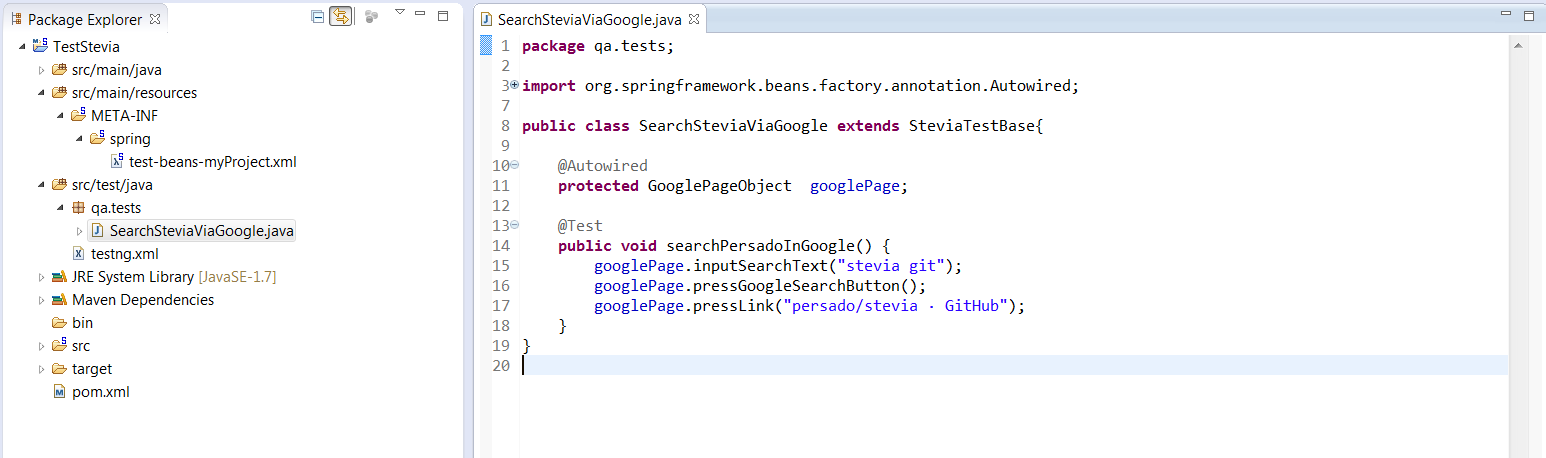 Package Explorer
TestStevia
src/main/java
src/main/resources
META-INF
spring
test-beans-myProject.xml
src/test/java
qa.tests
SearchSteviaViaGoogle.java
testng.xml
JRE System Library [JavaSE-1.7]
Maven Dependencies
bin
src
target
pom.xml
SearchSteviaViaGoogle.java
1 package qa.tests;
2
3 import org.springframework.beans.factory.annotation.Autowired;
7
8 public class SearchSteviaViaGoogle extends SteviaTestBase{
9
10 @Autowired
11 protected GooglePageObject  googlePage;
12
13 @Test
14 public void searchPersadoInGoogle() {
15 googlePage.inputSearchText("stevia git");
16 googlePage.pressGoogleSearchButton();
17 googlePage.pressLink("persado/stevia · GitHub");
18 }
19 }
20